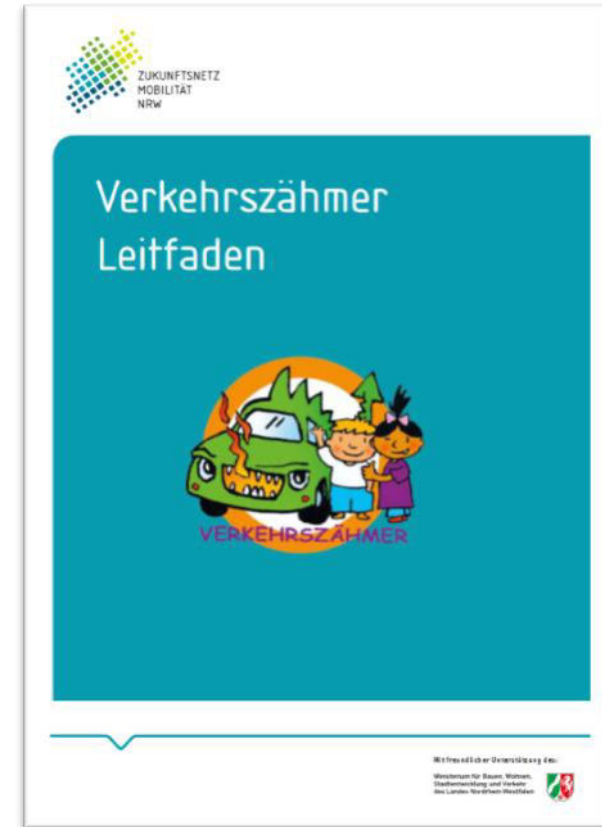 ZUKUNFTSNETZ
MOBILITÄT
NRW
Verkehrszähmer
Leitfaden
VERKEHRSZÄHMER
Mit freundlicher Unterstützung des:
Ministerium für Bauen, Wohnen,
Stadtentwicklung und Verkehr
des Landes Nordrhein-Westfalen